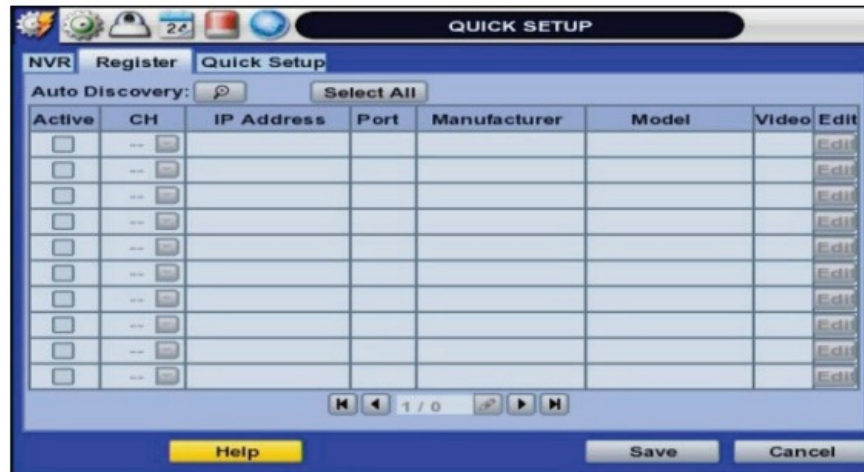 24
QUICK SETUP
NVR Register Quick Setup
Auto Discovery: Select All
Active CH IP Address Port Manufacturer Model Video Edit
-- Edit
-- Edit
-- Edit
-- Edit
-- Edit
-- Edit
-- Edit
-- Edit
-- Edit
-- Edit
1 / 0
Help Save Cancel